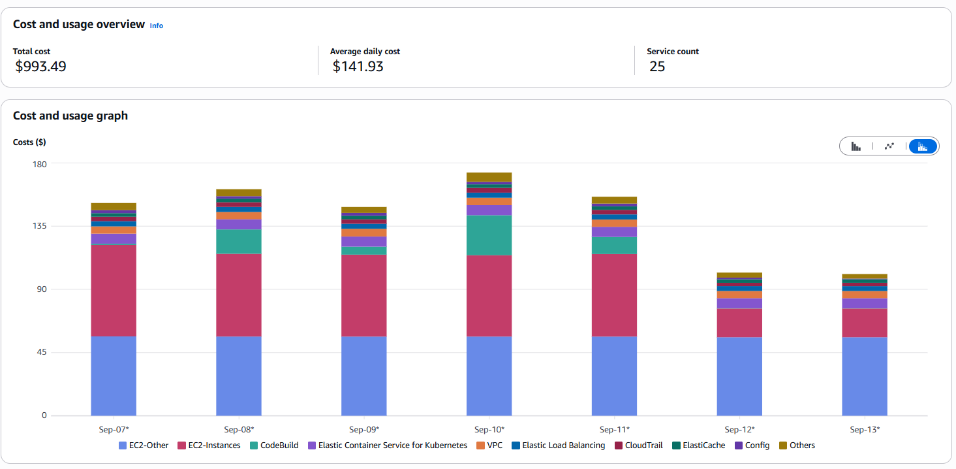 Cost and usage overview Info
Total cost
$993.49
Average daily cost
$141.93
Service count
25
Cost and usage graph
Costs ($)
180
135
90
45
0
Sep-07* Sep-08* Sep-09* Sep-10* Sep-11* Sep-12* Sep-13*
EC2-Other EC2-Instances CodeBuild Elastic Container Service for Kubernetes VPC Elastic Load Balancing CloudTrail ElastiCache Config Others